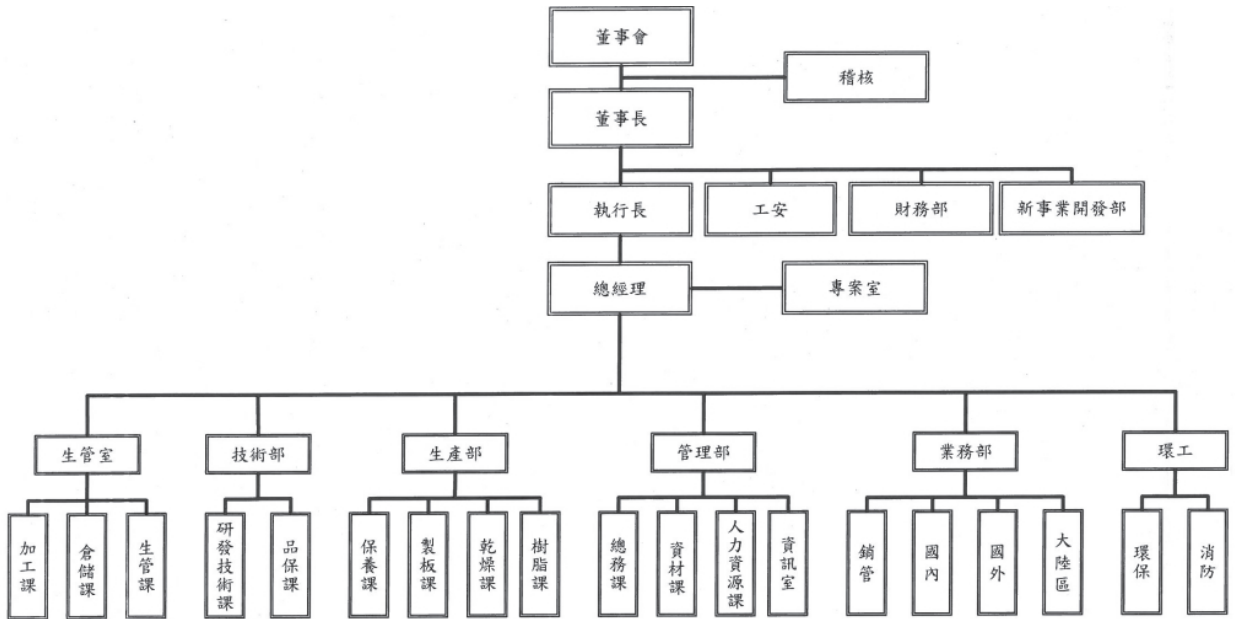 董事會
稽核
董事長
執行長
工安
財務部
新事業開發部
總經理
專案室
生管室
技術部
生產部
管理部
業務部
環工
加工課
倉儲課
生管課
研發技術課
品保課
保養課
製板課
乾燥課
樹脂課
總務課
資材課
人力資源課
資訊室
銷管
國內
國外
大陸區
環保
消防